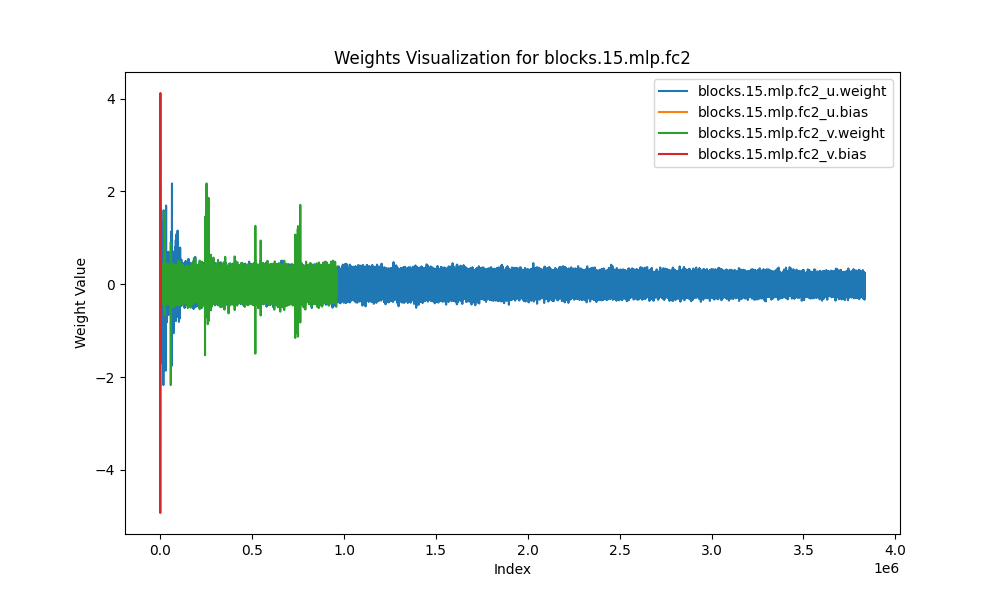 Weights Visualization for blocks.15.mlp.fc2
blocks.15.mlp.fc2_u.weight
blocks.15.mlp.fc2_u.bias
blocks.15.mlp.fc2_v.weight
blocks.15.mlp.fc2_v.bias
Weight Value
4
2
0
−2
−4
0.0 0.5 1.0 1.5 2.0 2.5 3.0 3.5 4.0
1e6
Index